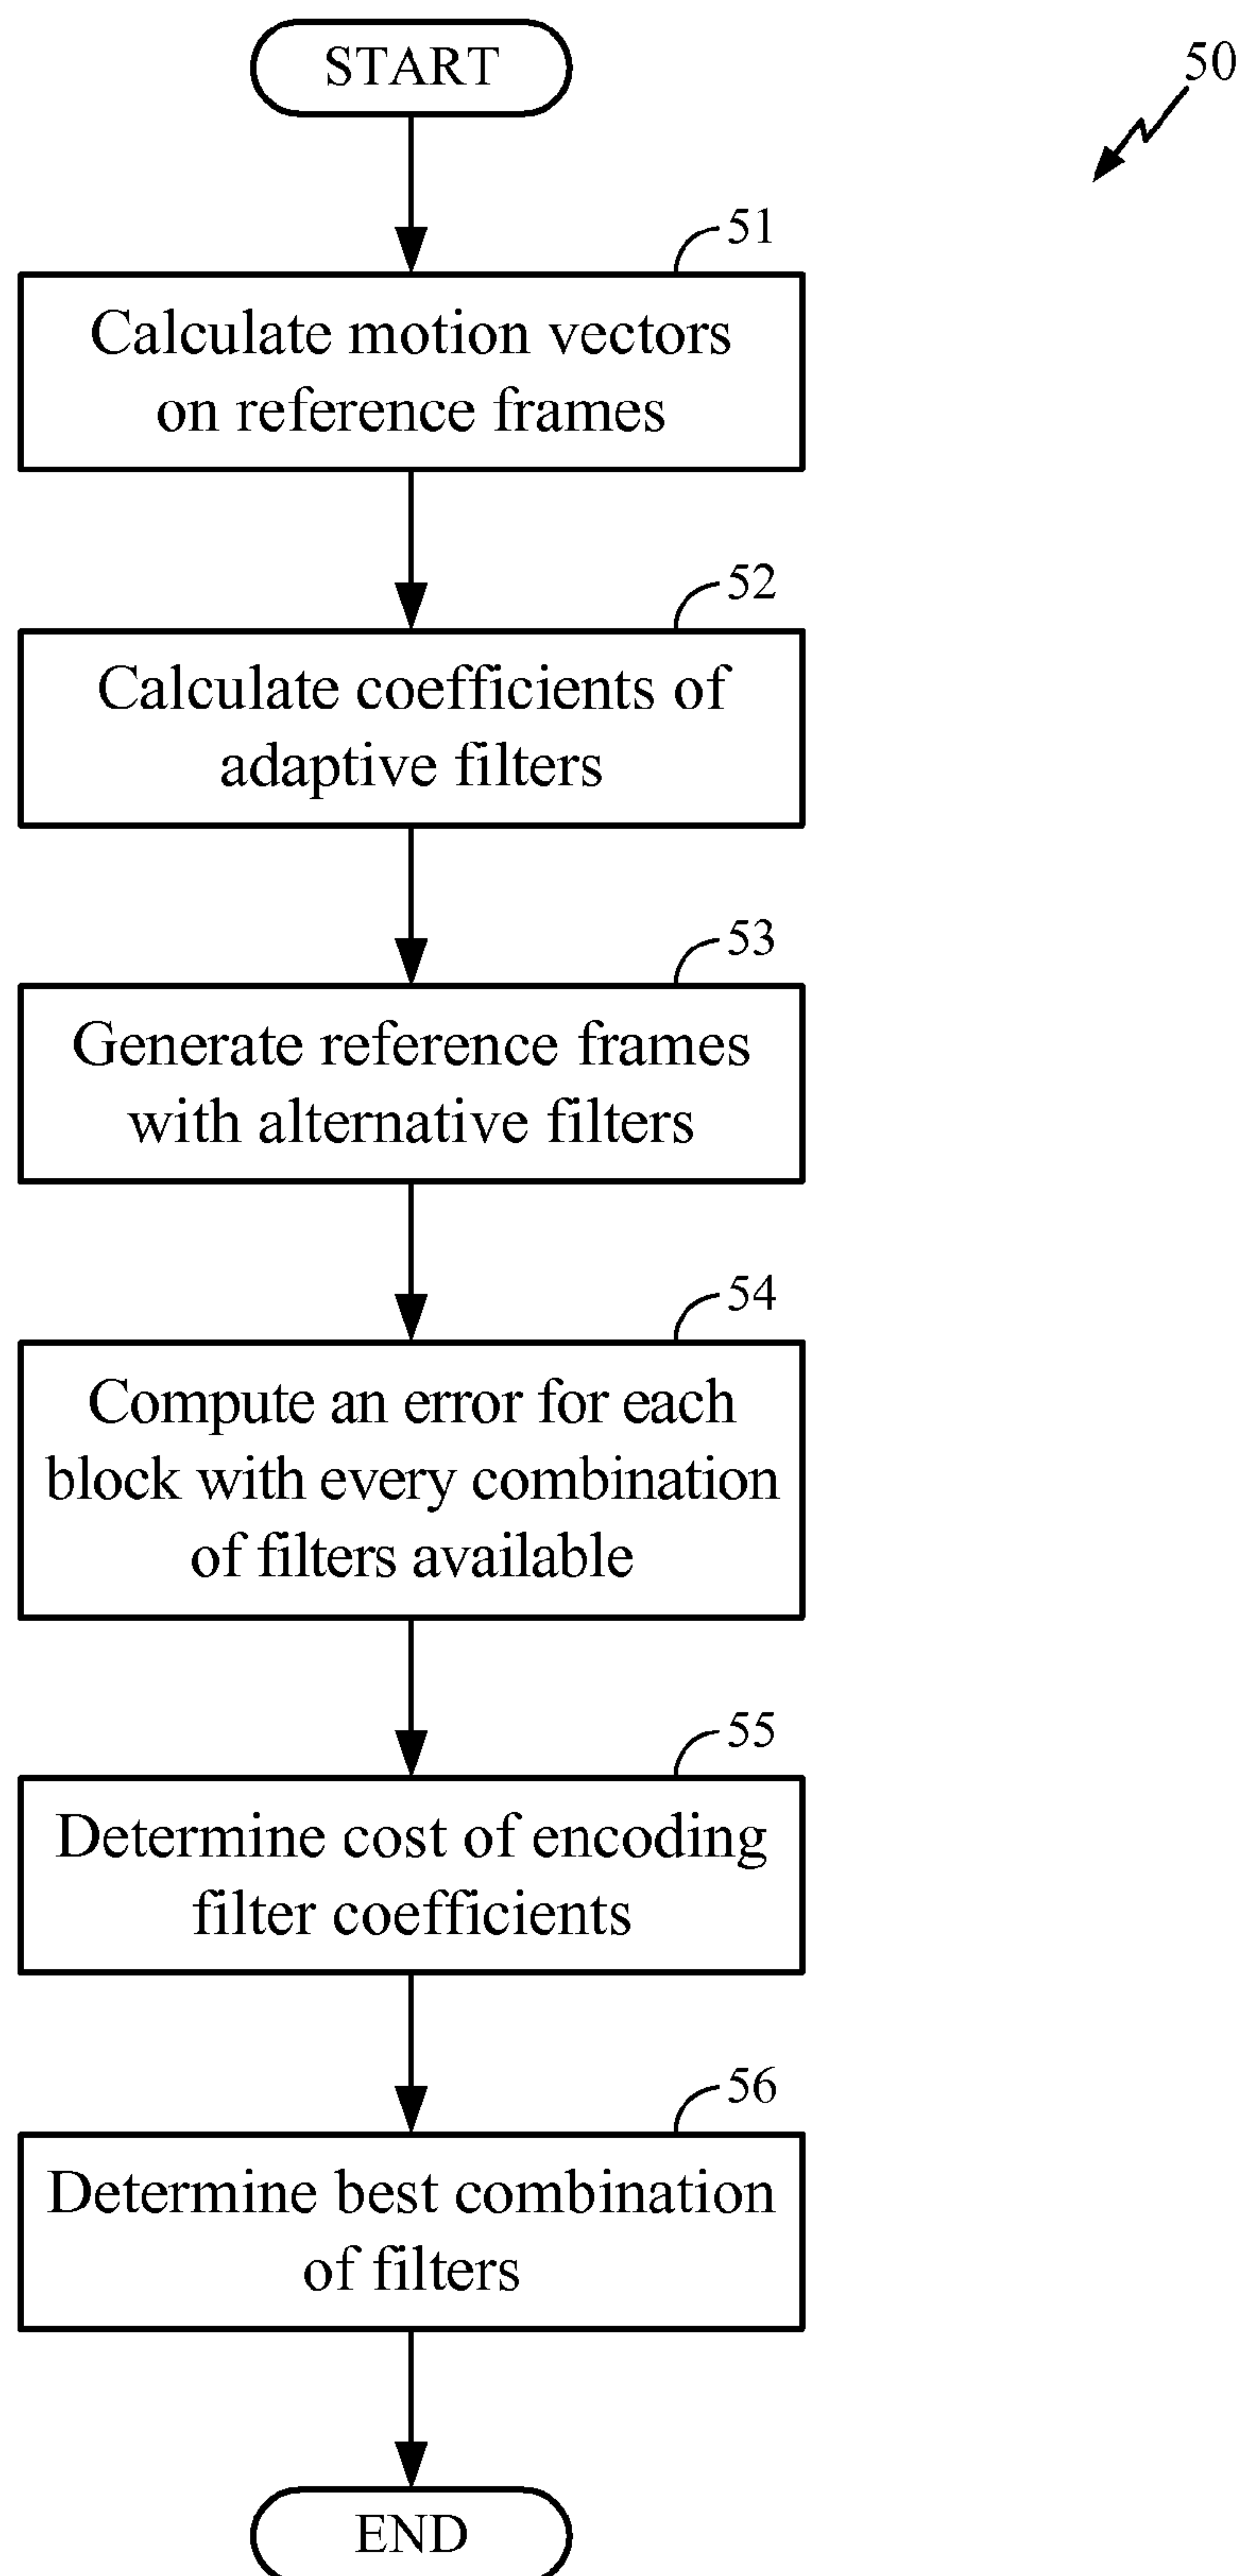 START
50
51
Calculate motion vectors
on reference frames
52
Calculate coefficients of
adaptive filters
53
Generate reference frames
with alternative filters
54
Compute an error for each
block with every combination
of filters available
55
Determine cost of encoding
filter coefficients
56
Determine best combination
of filters
END